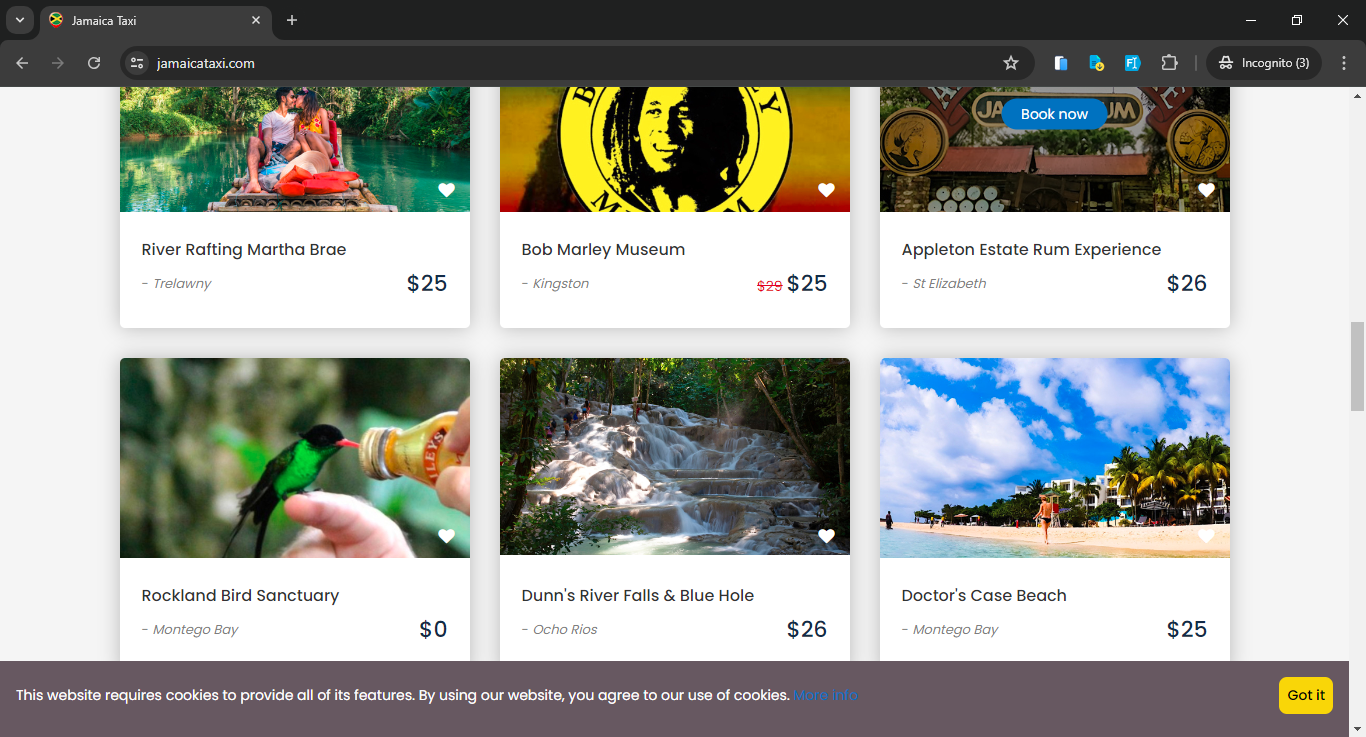 Jamaica Taxi
jamaicataxi.com
Incognito (3)
Book now
River Rafting Martha Brae
- Trelawny
$25
Bob Marley Museum
- Kingston
$29 $25
Appleton Estate Rum Experience
- St Elizabeth
$26
Rockland Bird Sanctuary
- Montego Bay
$0
Dunn's River Falls & Blue Hole
- Ocho Rios
$26
Doctor's Case Beach
- Montego Bay
$25
This website requires cookies to provide all of its features. By using our website, you agree to our use of cookies. More info
Got it